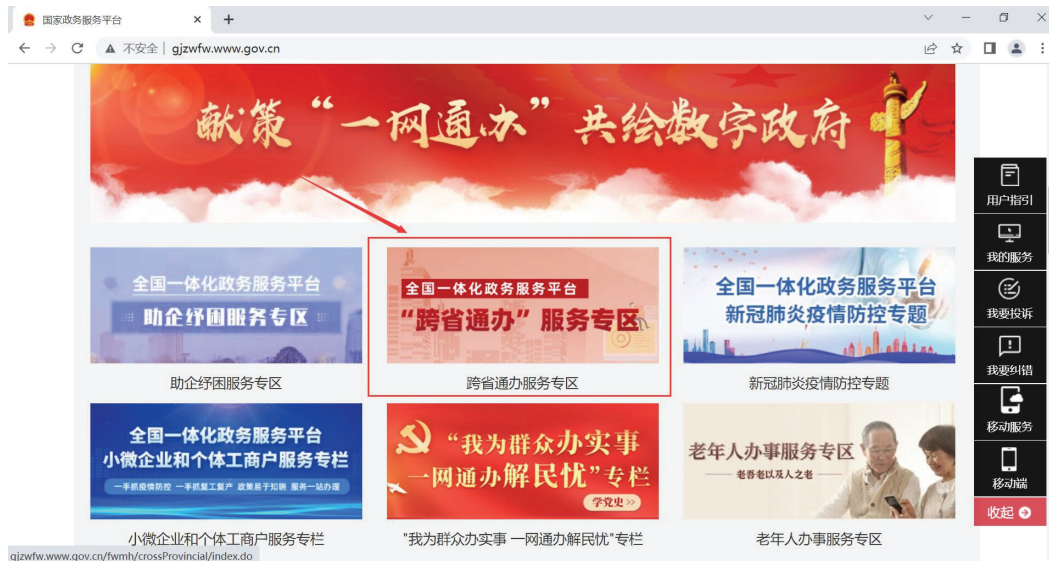 国家政务服务平台
不安全
gjzwfw.www.gov.cn
献策“一网通办”共绘数字政府
用户指引
我的服务
我要投诉
我要纠错
移动服务
移动端
收起
全国一体化政务服务平台
助企纾困服务专区
助企纾困服务专区
全国一体化政务服务平台
“跨省通办”服务专区
跨省通办服务专区
全国一体化政务服务平台
新冠肺炎疫情防控专题
新冠肺炎疫情防控专题
全国一体化政务服务平台
小微企业和个体工商户服务专栏
一手抓疫情防控 一手抓复工复产 政策易于知晓 服务一站办理
小微企业和个体工商户服务专栏
“我为群众办实事
一网通办解民忧”专栏
学党史>>
"我为群众办实事 一网通办解民忧"专栏
老年人办事服务专区
老吾老以及人之老
老年人办事服务专区
gjzwfw.www.gov.cn/fwmh/crossProvincial/index.do